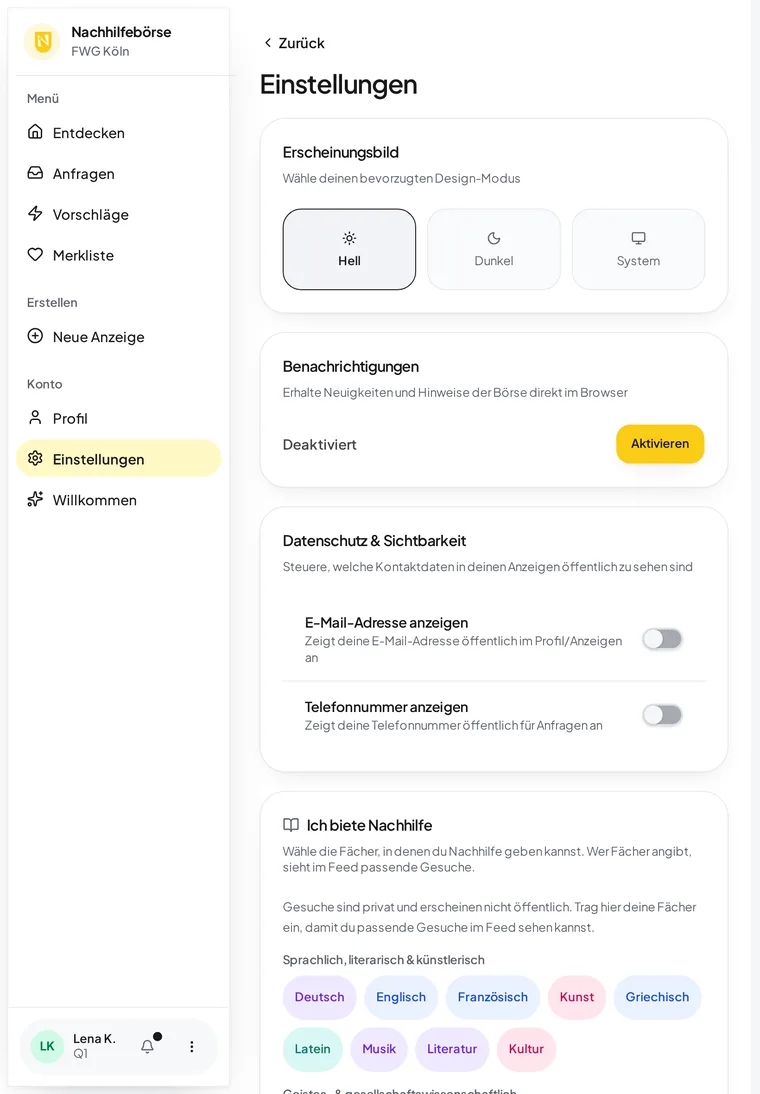 Nachhilfebörse
FWG Köln
Menü
Entdecken
Anfragen
Vorschläge
Merkliste
Erstellen
Neue Anzeige
Konto
Profil
Einstellungen
Willkommen
LK
Lena K.
Q1
Zurück
Einstellungen
Erscheinungsbild
Wähle deinen bevorzugten Design-Modus
Hell
Dunkel
System
Benachrichtigungen
Erhalte Neuigkeiten und Hinweise der Börse direkt im Browser
Deaktiviert
Aktivieren
Datenschutz & Sichtbarkeit
Steuere, welche Kontaktdaten in deinen Anzeigen öffentlich zu sehen sind
E-Mail-Adresse anzeigen
Zeigt deine E-Mail-Adresse öffentlich im Profil/Anzeigen
an
Telefonnummer anzeigen
Zeigt deine Telefonnummer öffentlich für Anfragen an
Ich biete Nachhilfe
Wähle die Fächer, in denen du Nachhilfe geben kannst. Wer Fächer angibt,
sieht im Feed passende Gesuche.
Gesuche sind privat und erscheinen nicht öffentlich. Trag hier deine Fächer
ein, damit du passende Gesuche im Feed sehen kannst.
Sprachlich, literarisch & künstlerisch
Deutsch
Englisch
Französisch
Kunst
Griechisch
Latein
Musik
Literatur
Kultur
Geistes- & gesellschaftswissenschaftlich